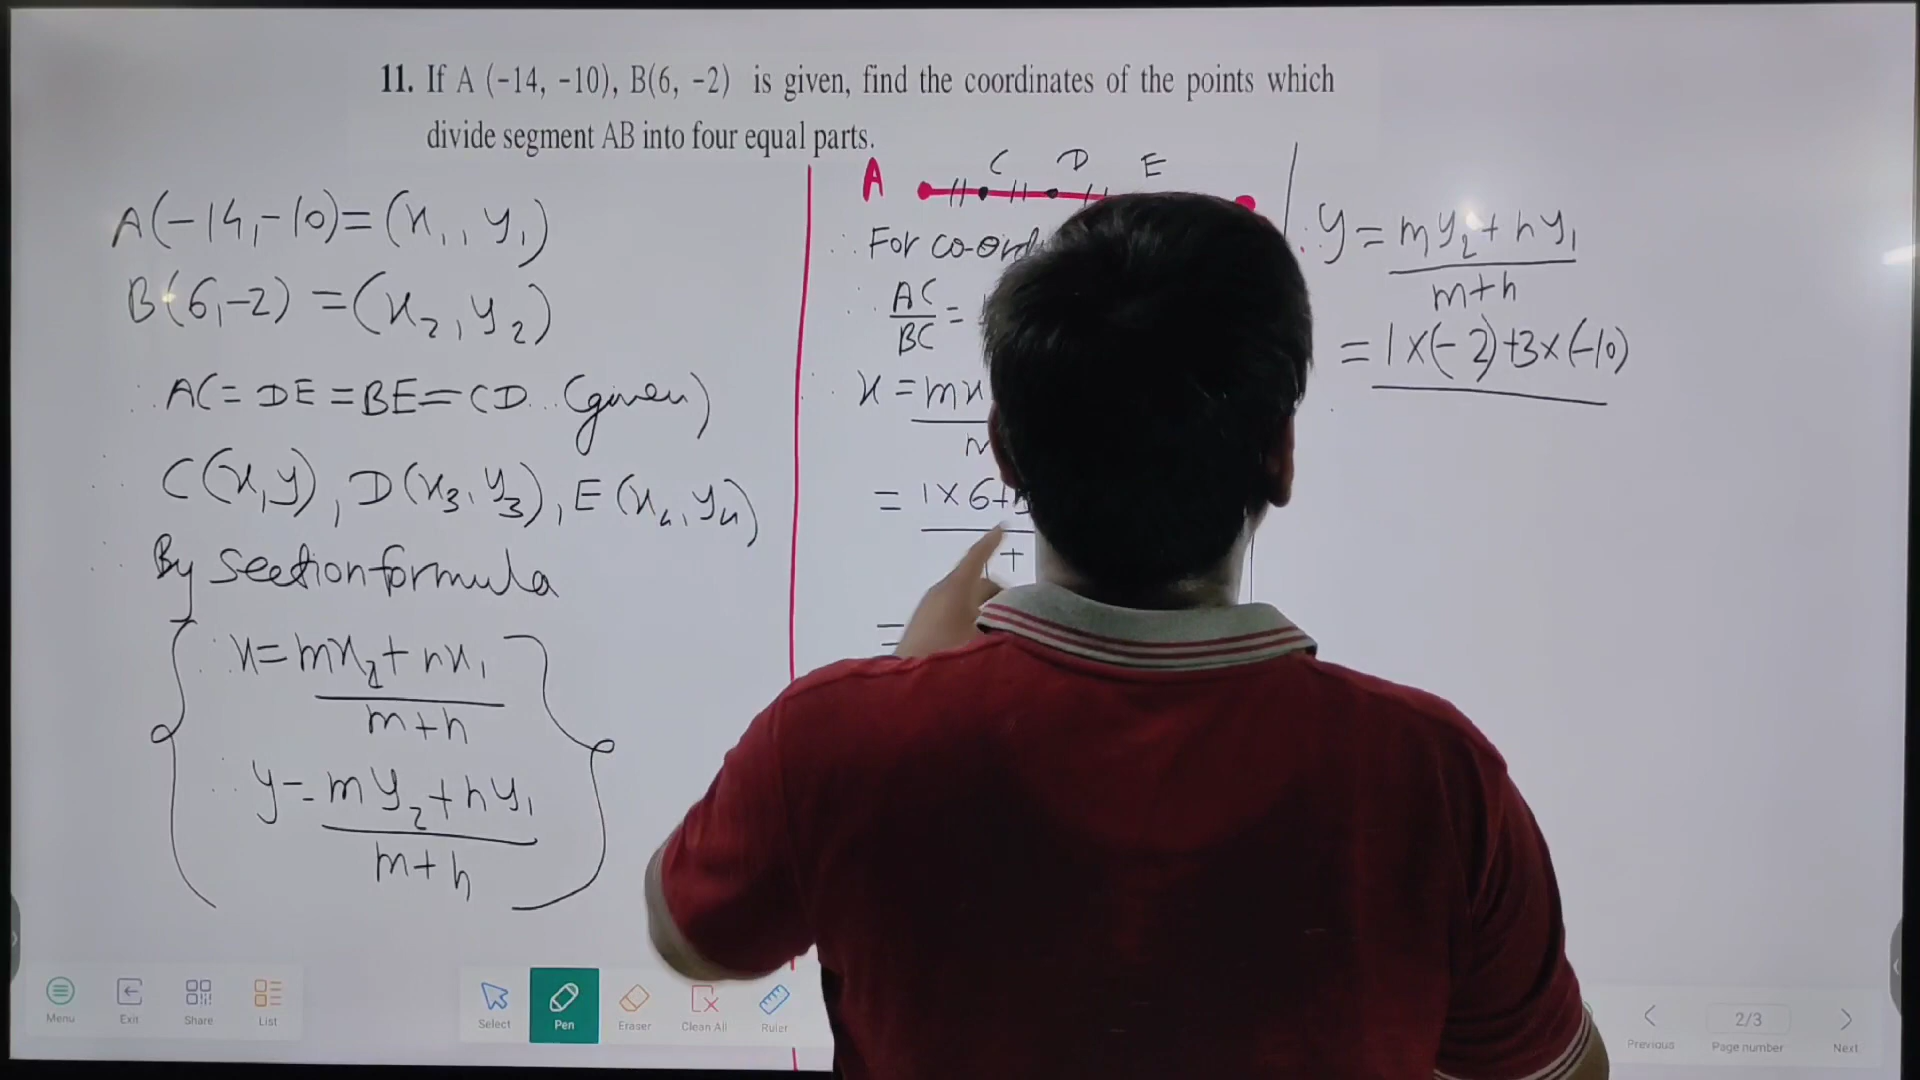 11. If A (-14, -10), B(6, -2) is given, find the coordinates of the points which
divide segment AB into four equal parts.
A(-14,-10)=(x1, y1)
B(6,-2) =(x2, y2)
∴ AC= DE =BE=CD...(given)
∴ C(x,y), D(x3, y3), E(x4, y4)
∴ By section formula
∴ x=mx2+nx1
m+n
∴ y=my2+ny1
m+n
A C D E
∴ For
∴ AC
BC =
∴ x =
= 1×6+
+
=
∴ y = my2+ny1
m+n
= 1×(-2)+3×(-10)
Menu
Exit
Share
List
Select
Pen
Eraser
Clean All
Ruler
Previous
2/3
Page number
Next